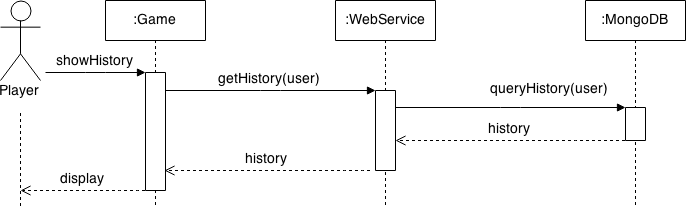 :Game
:WebService
:MongoDB
showHistory
getHistory(user)
Player
queryHistory(user)
history
history
display